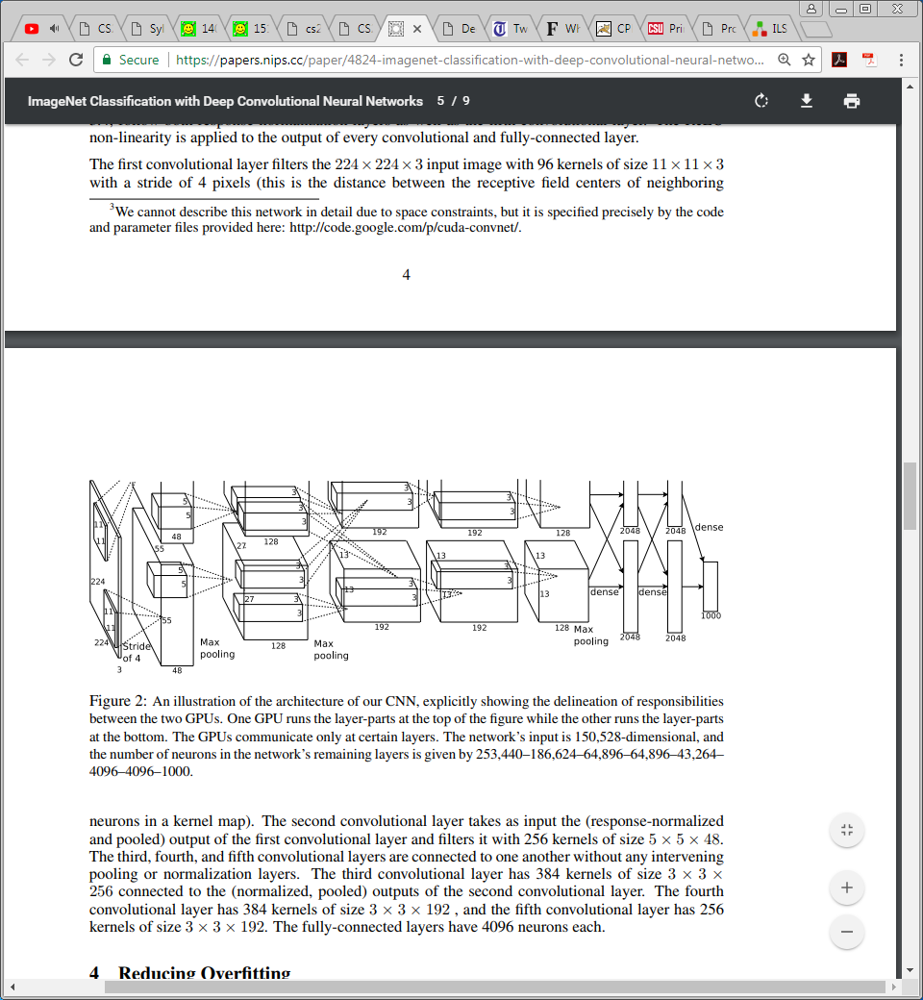 CS
Syl
14(
15
cs2
CS
De
Tw
F Wh
CP
CSU Pri
Prc
ILS
Secure https://papers.nips.cc/paper/4824-imagenet-classification-with-deep-convolutional-neural-netwo...
ImageNet Classification with Deep Convolutional Neural Networks 5 / 9
non-linearity is applied to the output of every convolutional and fully-connected layer.
The first convolutional layer filters the 224 × 224 × 3 input image with 96 kernels of size 11 × 11 × 3
with a stride of 4 pixels (this is the distance between the receptive field centers of neighboring
3We cannot describe this network in detail due to space constraints, but it is specified precisely by the code
and parameter files provided here: http://code.google.com/p/cuda-convnet/.
4
5 3 3 3
11 5 3 3 3
48 192 192 128 2048 2048 dense
11 55 27 128
13 13 13
224 5 3 3 3
5 3 3 3
11 27 3 13 13 13 dense dense
11 55 3
192 192 128 Max pooling 2048 2048 1000
224 Stride of 4 Max pooling 128 Max pooling
3 48
Figure 2: An illustration of the architecture of our CNN, explicitly showing the delineation of responsibilities
between the two GPUs. One GPU runs the layer-parts at the top of the figure while the other runs the layer-parts
at the bottom. The GPUs communicate only at certain layers. The network's input is 150,528-dimensional, and
the number of neurons in the network's remaining layers is given by 253,440–186,624–64,896–64,896–43,264–
4096–4096–1000.
neurons in a kernel map). The second convolutional layer takes as input the (response-normalized
and pooled) output of the first convolutional layer and filters it with 256 kernels of size 5 × 5 × 48.
The third, fourth, and fifth convolutional layers are connected to one another without any intervening
pooling or normalization layers. The third convolutional layer has 384 kernels of size 3 × 3 ×
256 connected to the (normalized, pooled) outputs of the second convolutional layer. The fourth
convolutional layer has 384 kernels of size 3 × 3 × 192 , and the fifth convolutional layer has 256
kernels of size 3 × 3 × 192. The fully-connected layers have 4096 neurons each.
4 Reducing Overfitting